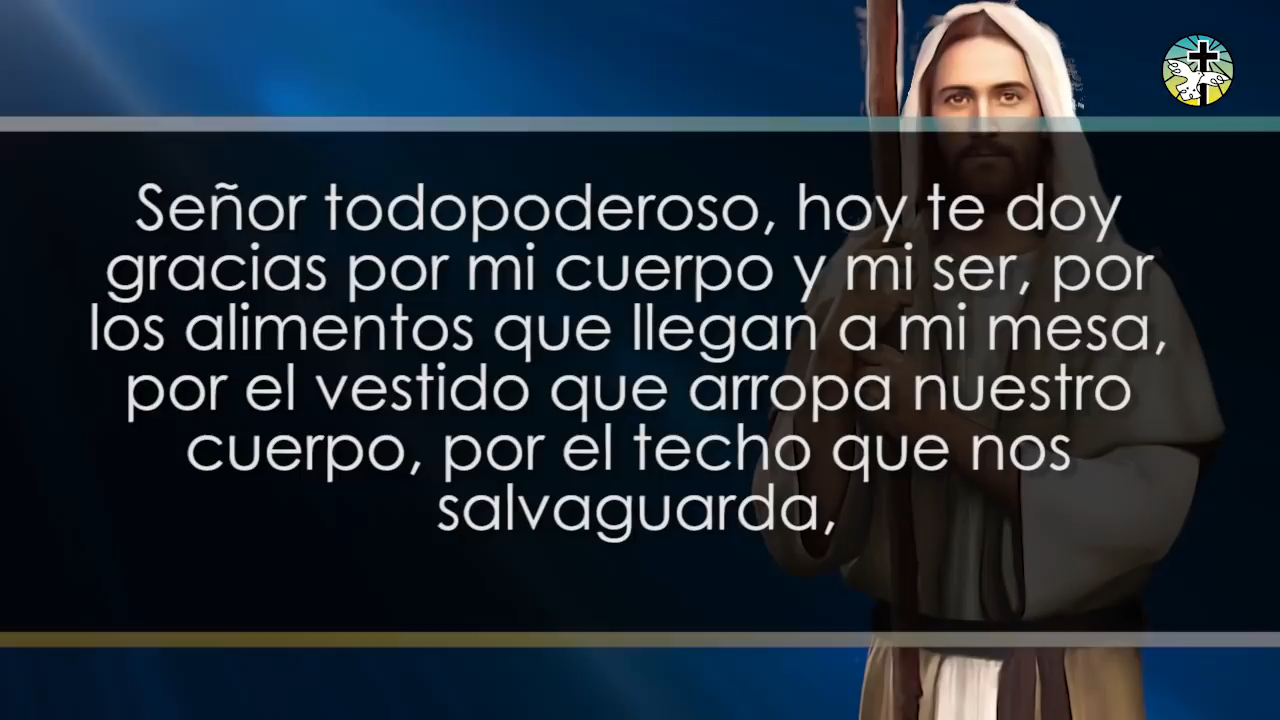 Señor todopoderoso, hoy te doy
gracias por mi cuerpo y mi ser, por
los alimentos que llegan a mi mesa,
por el vestido que arropa nuestro
cuerpo, por el techo que nos
salvaguarda,